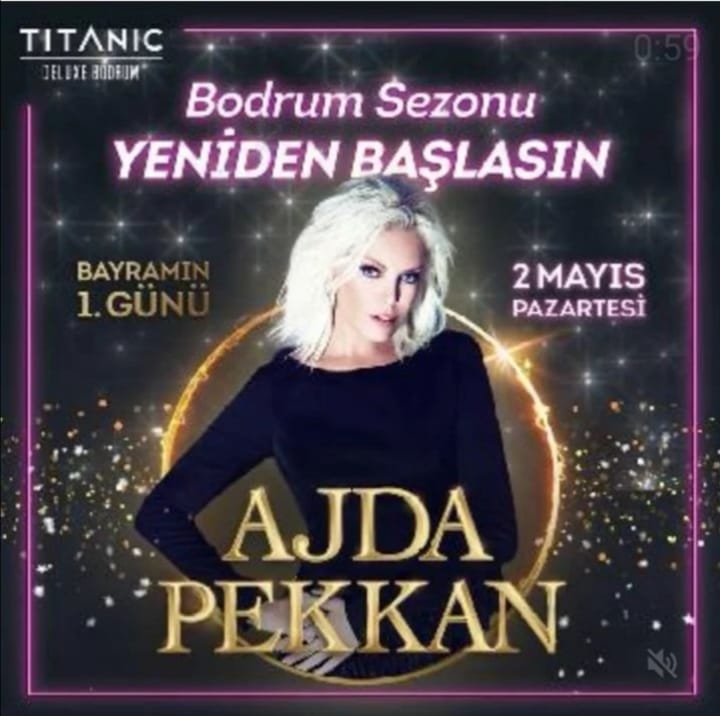 TITANIC
DELUXE BODRUM
0:59
Bodrum Sezonu
YENİDEN BAŞLASIN
BAYRAMIN
1. GÜNÜ
2 MAYIS
PAZARTESİ
AJDA
PEKKAN